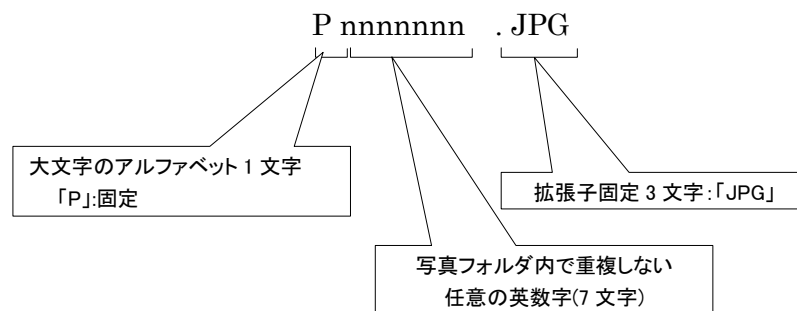 P nnnnnnn .JPG
大文字のアルファベット 1 文字
「P」:固定
拡張子固定 3 文字:「JPG」
写真フォルダ内で重複しない
任意の英数字(7 文字)